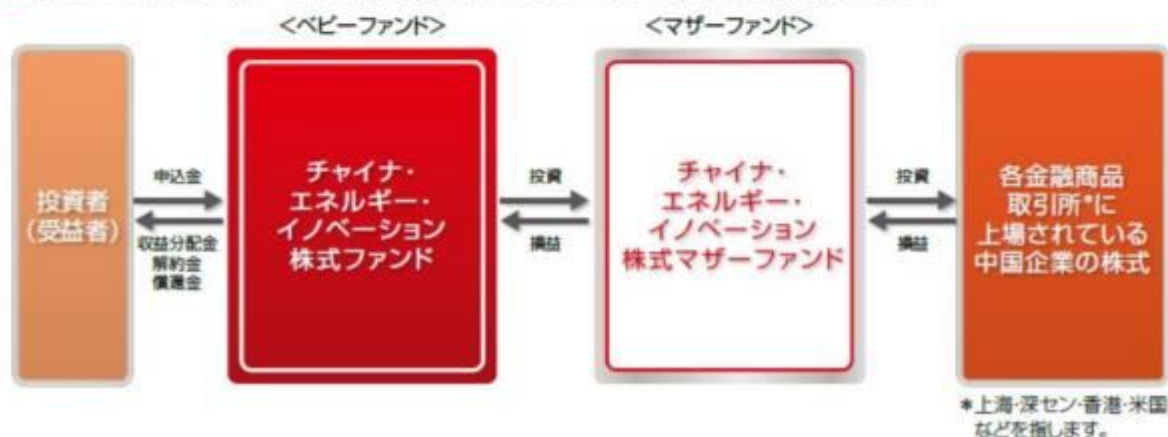 <ベビーファンド>
<マザーファンド>
投資者
(受益者)
申込金
収益分配金
解約金
償還金
チャイナ・
エネルギー・
イノベーション
株式ファンド
投資
損益
チャイナ・
エネルギー・
イノベーション
株式マザーファンド
投資
損益
各金融商品
取引所*に
上場されている
中国企業の株式
*上海・深セン・香港・米国
などを指します。